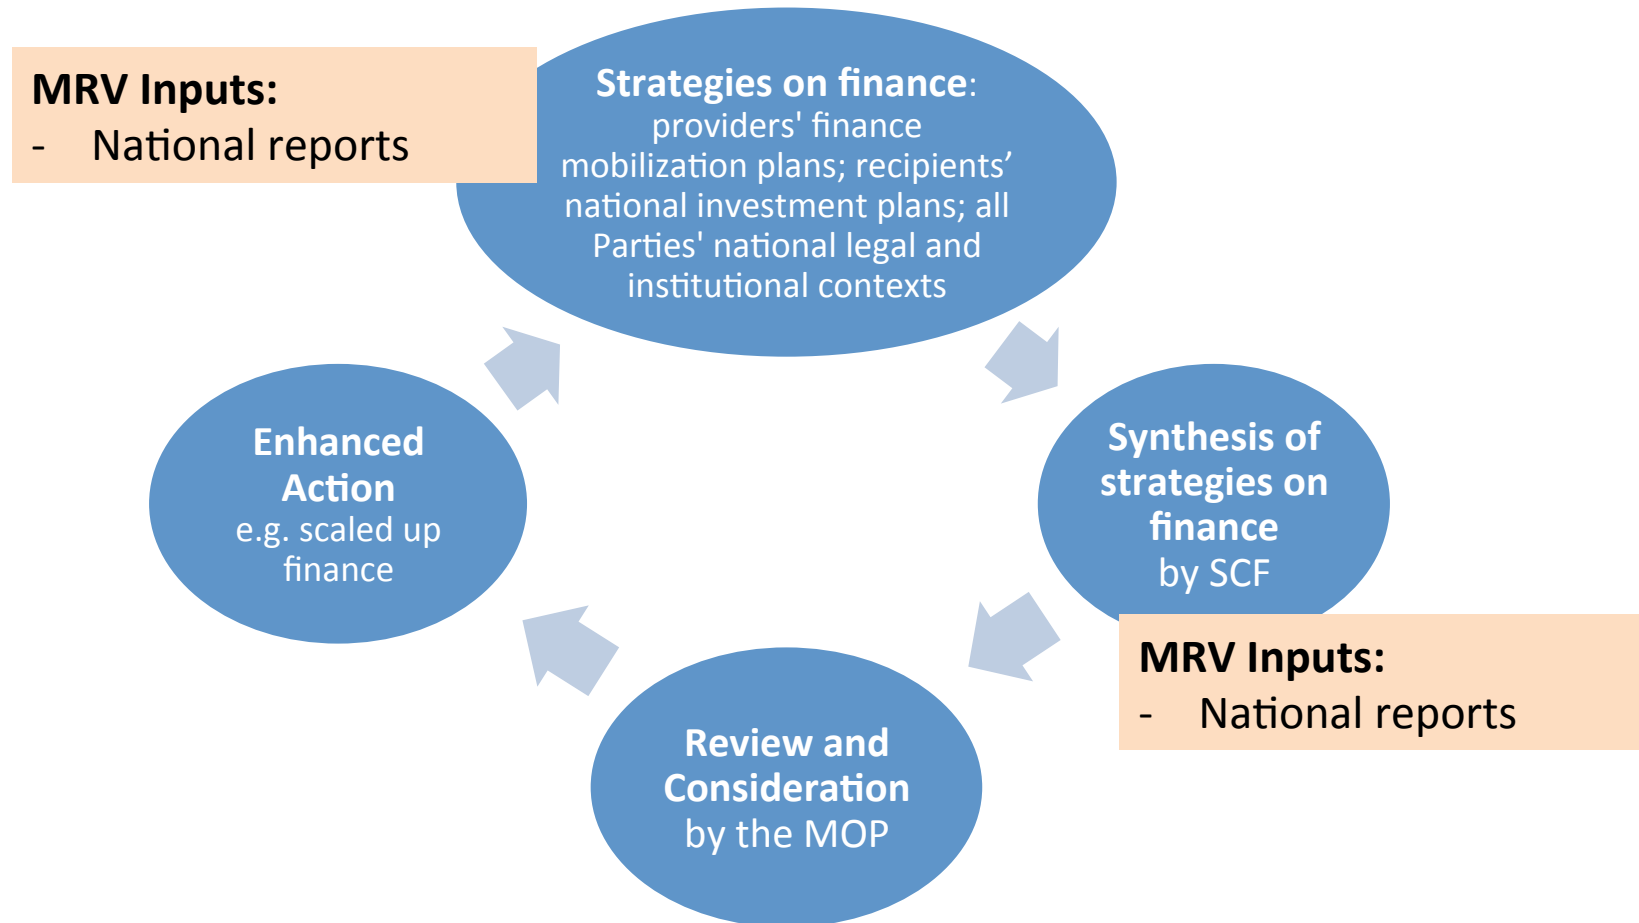 MRV Inputs:
- National reports
Strategies on finance:
providers' finance
mobilization plans; recipients’
national investment plans; all
Parties' national legal and
institutional contexts
Enhanced
Action
e.g. scaled up
finance
Synthesis of
strategies on
finance
by SCF
MRV Inputs:
- National reports
Review and
Consideration
by the MOP